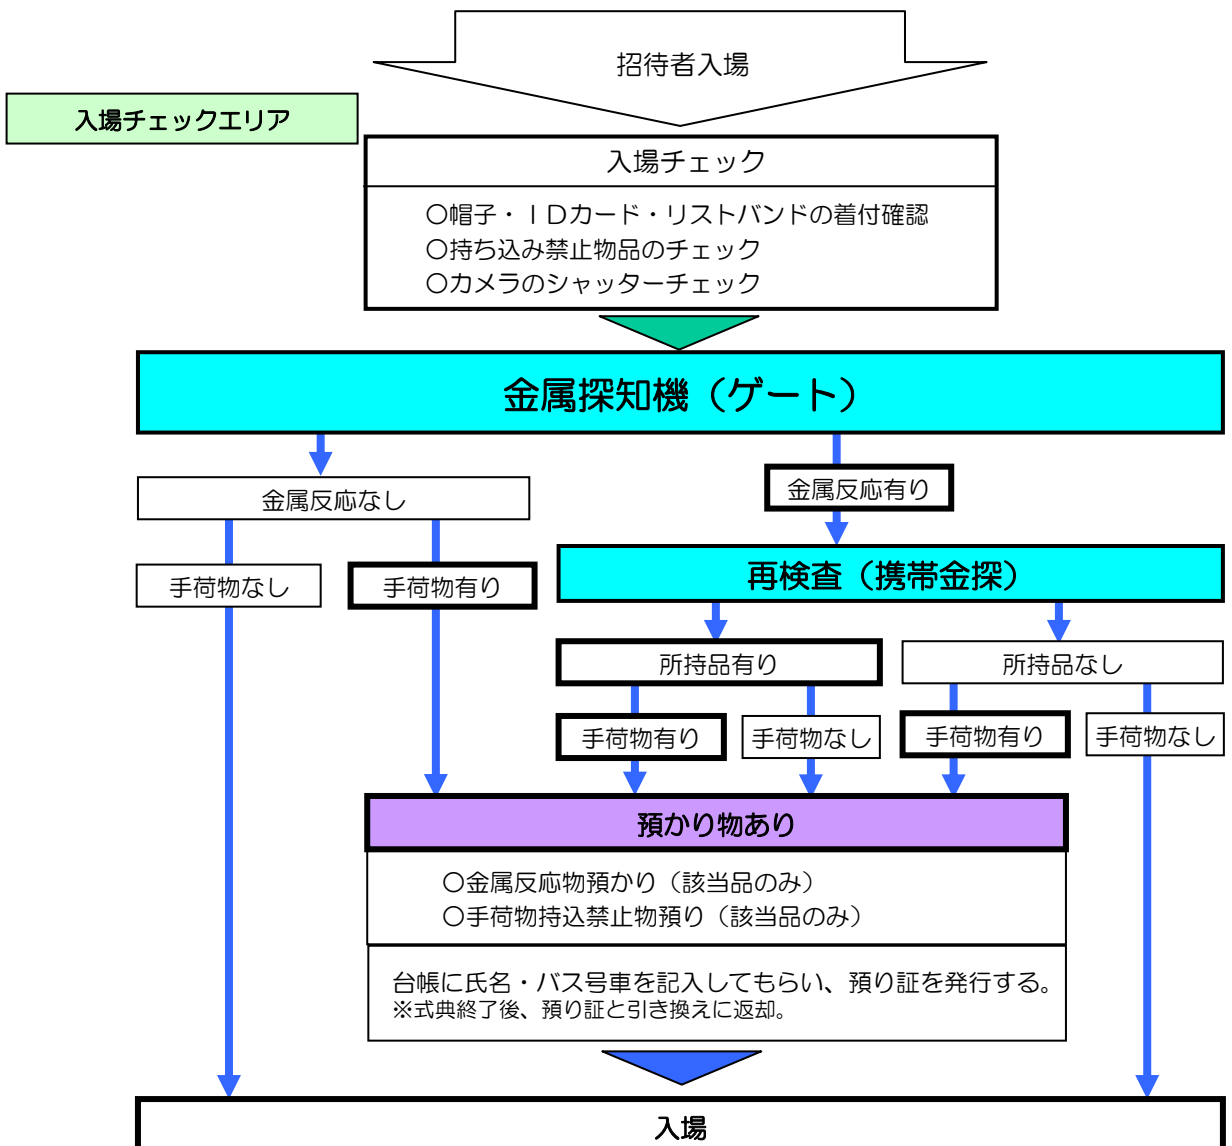 招待者入場
入場チェックエリア
入場チェック
○帽子・ＩＤカード・リストバンドの着付確認
○持ち込み禁止物品のチェック
○カメラのシャッターチェック
金属探知機（ゲート）
金属反応なし
金属反応有り
手荷物なし
手荷物有り
再検査（携帯金探）
所持品有り
所持品なし
手荷物有り
手荷物なし
手荷物有り
手荷物なし
預かり物あり
○金属反応物預かり（該当品のみ）
○手荷物持込禁止物預り（該当品のみ）
台帳に氏名・バス号車を記入してもらい、預り証を発行する。
※式典終了後、預り証と引き換えに返却。
入場